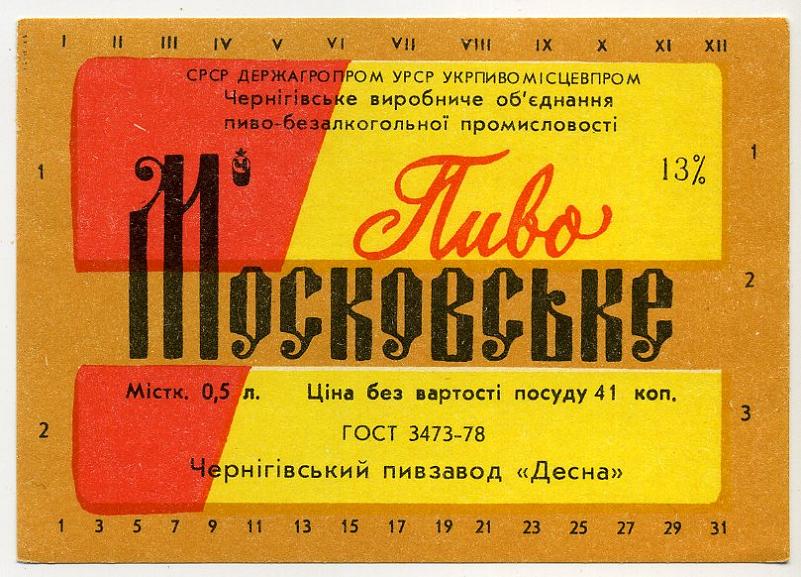 I II III IV V VI VII VIII IX X XI XII
СРСР ДЕРЖАГРОПРОМ УРСР УКРПИВОМІСЦЕВПРОМ
Чернігівське виробниче об'єднання
пиво-безалкогольної промисловості
1
1
13%
Пиво
Московське
2
Містк. 0,5 л. Ціна без вартості посуду 41 коп.
3
2
ГОСТ 3473-78
Чернігівський пивзавод «Десна»
1 3 5 7 9 11 13 15 17 19 21 23 25 27 29 31